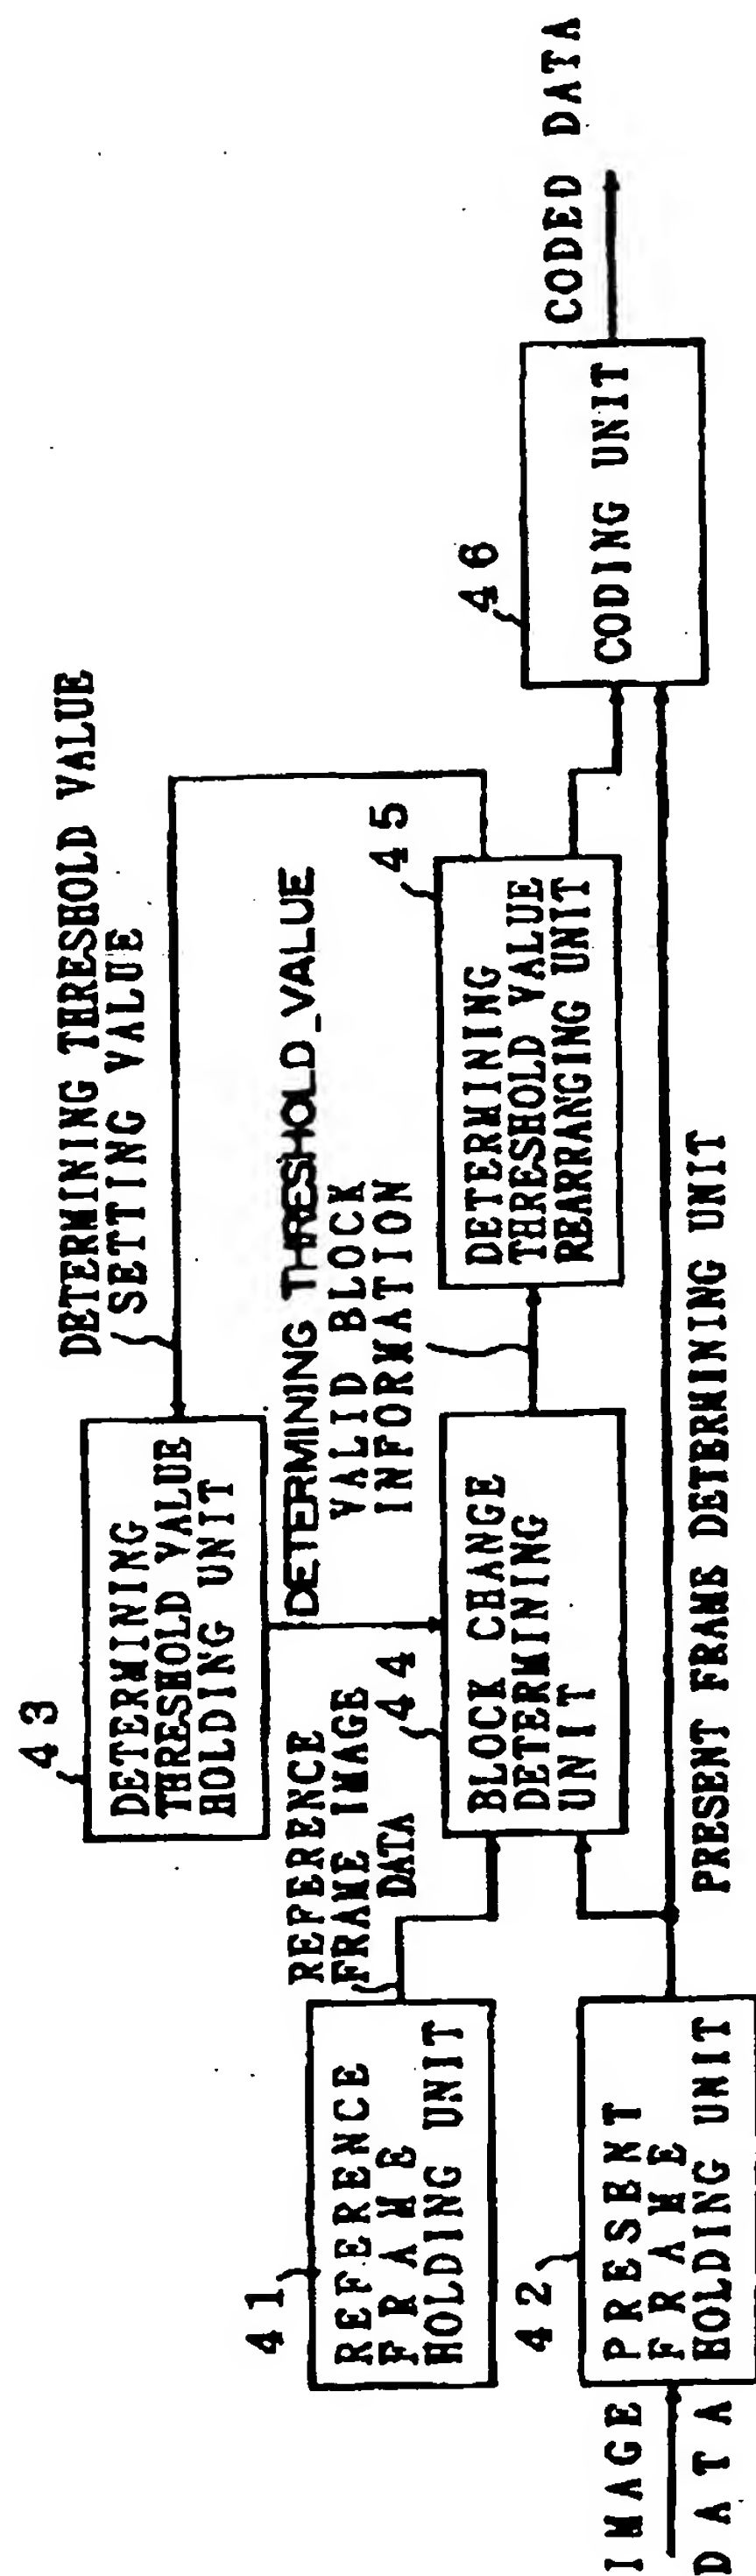 DETERMINING THRESHOLD VALUE
SETTING VALUE
43
DETERMINING
THRESHOLD VALUE
HOLDING UNIT
DETERMINING THRESHOLD_VALUE
VALID BLOCK
INFORMATION
REFERENCE
FRAME IMAGE
DATA
41
REFERENCE
FRAME
HOLDING UNIT
44
BLOCK CHANGE
DETERMINING
UNIT
45
DETERMINING
THRESHOLD VALUE
REARRANGING UNIT
46
CODING UNIT
CODED DATA
42
PRESENT
FRAME
HOLDING UNIT
IMAGE
DATA
PRESENT FRAME DETERMINING UNIT